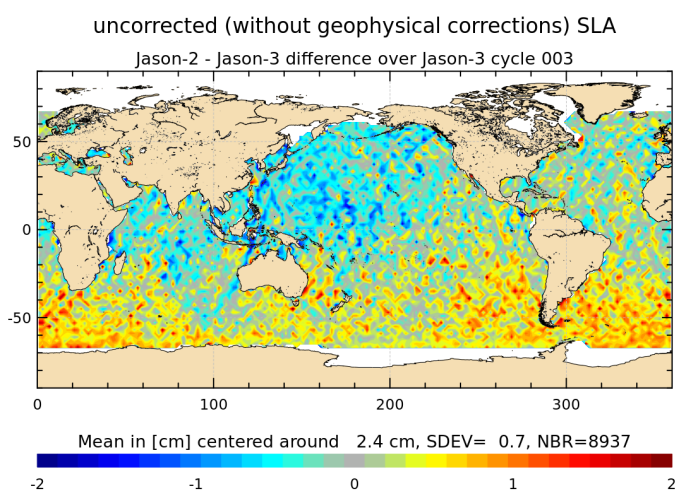 uncorrected (without geophysical corrections) SLA
Jason-2 - Jason-3 difference over Jason-3 cycle 003
50
0
-50
0 100 200 300
Mean in [cm] centered around 2.4 cm, SDEV= 0.7, NBR=8937
-2 -1 0 1 2